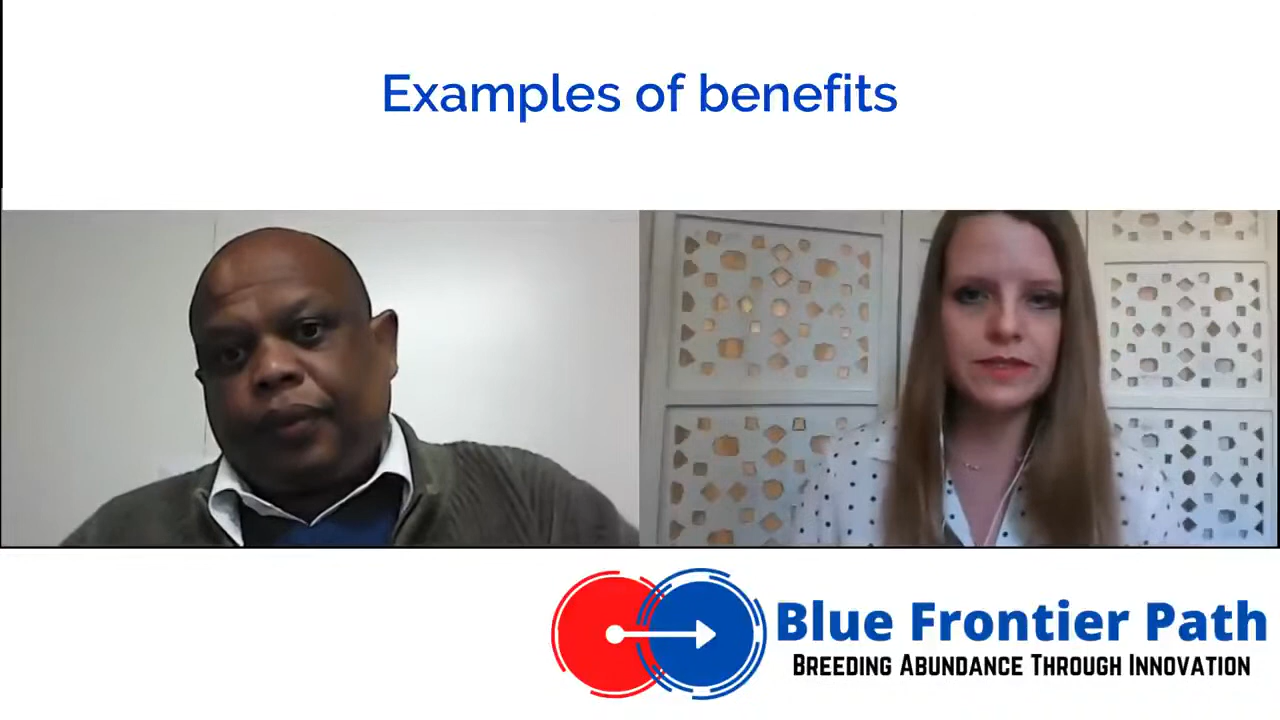 Examples of benefits
Blue Frontier Path
BREEDING ABUNDANCE THROUGH INNOVATION